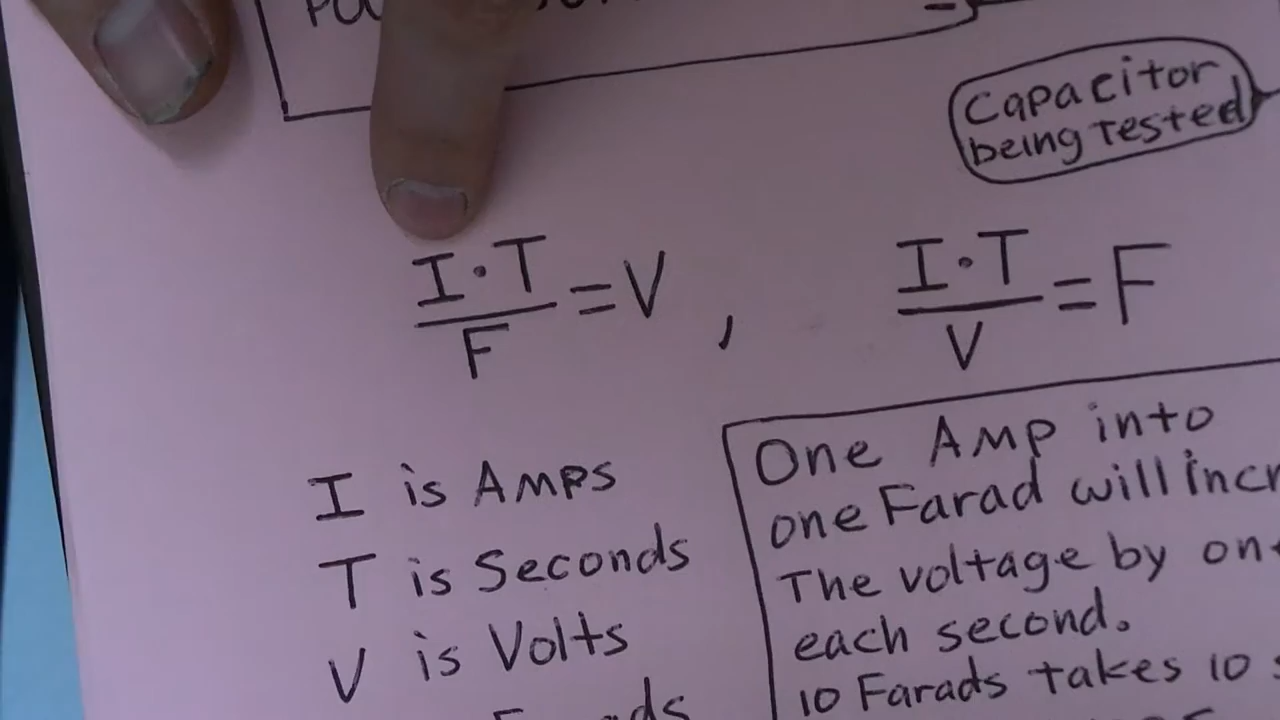 Capacitor
being Tested
I·T/F = V , I·T/V = F
I is Amps
T is Seconds
V is Volts
One Amp into
one Farad will
The voltage by
each second.
10 Farads takes 10